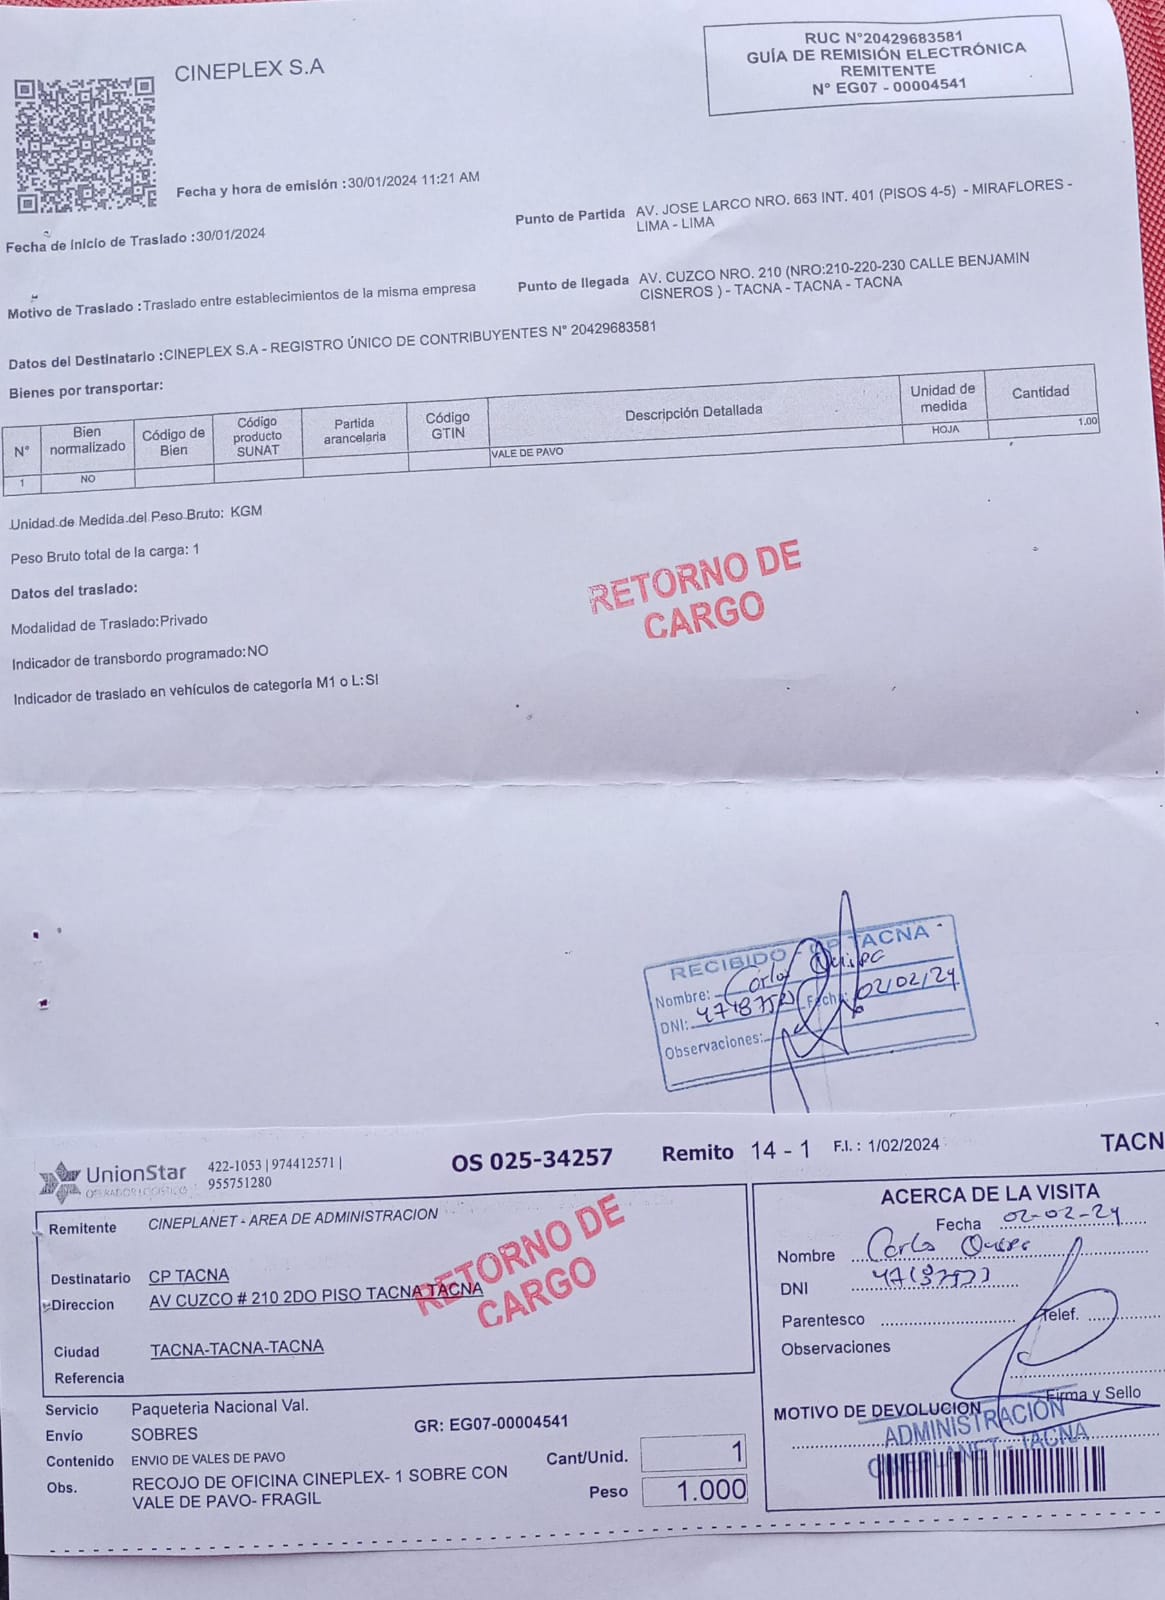 CINEPLEX S.A
RUC N°20429683581
GUÍA DE REMISIÓN ELECTRÓNICA
REMITENTE
N° EG07 - 00004541
Fecha y hora de emisión :30/01/2024 11:21 AM
Fecha de Inicio de Traslado :30/01/2024
Punto de Partida AV. JOSE LARCO NRO. 663 INT. 401 (PISOS 4-5) - MIRAFLORES -
LIMA - LIMA
Motivo de Traslado :Traslado entre establecimientos de la misma empresa
Punto de llegada AV. CUZCO NRO. 210 (NRO:210-220-230 CALLE BENJAMIN
CISNEROS ) - TACNA - TACNA - TACNA
Datos del Destinatario :CINEPLEX S.A - REGISTRO ÚNICO DE CONTRIBUYENTES N° 20429683581
Bienes por transportar:
N° Bien normalizado Código de Bien Código producto SUNAT Partida arancelaria Código GTIN Descripción Detallada Unidad de medida Cantidad
1 NO VALE DE PAVO HOJA 1.00
Unidad de Medida del Peso Bruto: KGM
Peso Bruto total de la carga: 1
Datos del traslado:
Modalidad de Traslado:Privado
Indicador de transbordo programado:NO
Indicador de traslado en vehículos de categoría M1 o L:SI
RETORNO DE
CARGO
RECIBIDO - CP TACNA
Nombre: Carlos Quispe
DNI: Fecha: 02/02/24
Observaciones:
UnionStar
OPERADOR LOGISTICO
422-1053 | 974412571 |
955751280
OS 025-34257
Remito 14 - 1 F.I. : 1/02/2024
TACN
Remitente CINEPLANET - AREA DE ADMINISTRACION
Destinatario CP TACNA
Direccion AV CUZCO # 210 2DO PISO TACNA TACNA
Ciudad TACNA-TACNA-TACNA
Referencia
RETORNO DE
CARGO
Servicio Paqueteria Nacional Val.
Envio SOBRES
GR: EG07-00004541
Contenido ENVIO DE VALES DE PAVO
Obs. RECOJO DE OFICINA CINEPLEX- 1 SOBRE CON
VALE DE PAVO- FRAGIL
Cant/Unid. 1
Peso 1.000
ACERCA DE LA VISITA
Fecha 02-02-24
Nombre Carlos Quispe
DNI
Parentesco Telef.
Observaciones
Firma y Sello
MOTIVO DE DEVOLUCION
ADMINISTRACIÓN
CINEPLANET - TACNA